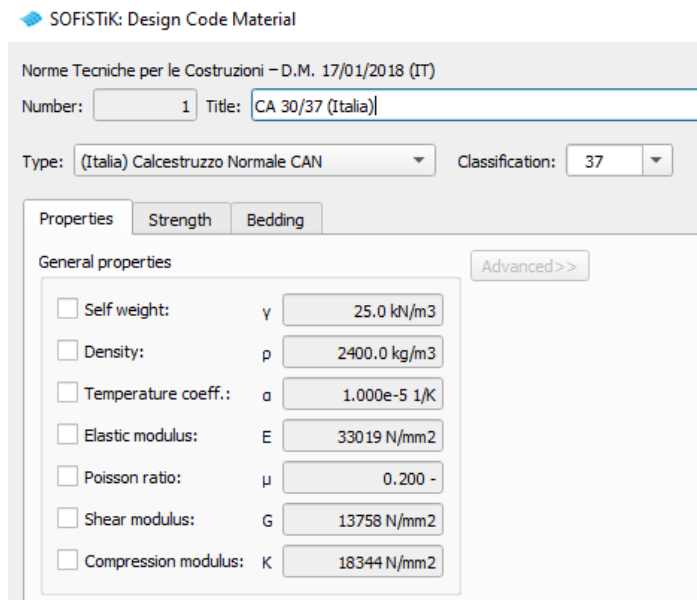 SOFiSTiK: Design Code Material
Norme Tecniche per le Costruzioni – D.M. 17/01/2018 (IT)
Number: 1 Title: CA 30/37 (Italia)
Type: (Italia) Calcestruzzo Normale CAN Classification: 37
Properties Strength Bedding
General properties Advanced>>
Self weight: γ 25.0 kN/m3
Density: ρ 2400.0 kg/m3
Temperature coeff.: α 1.000e-5 1/K
Elastic modulus: E 33019 N/mm2
Poisson ratio: μ 0.200 -
Shear modulus: G 13758 N/mm2
Compression modulus: K 18344 N/mm2